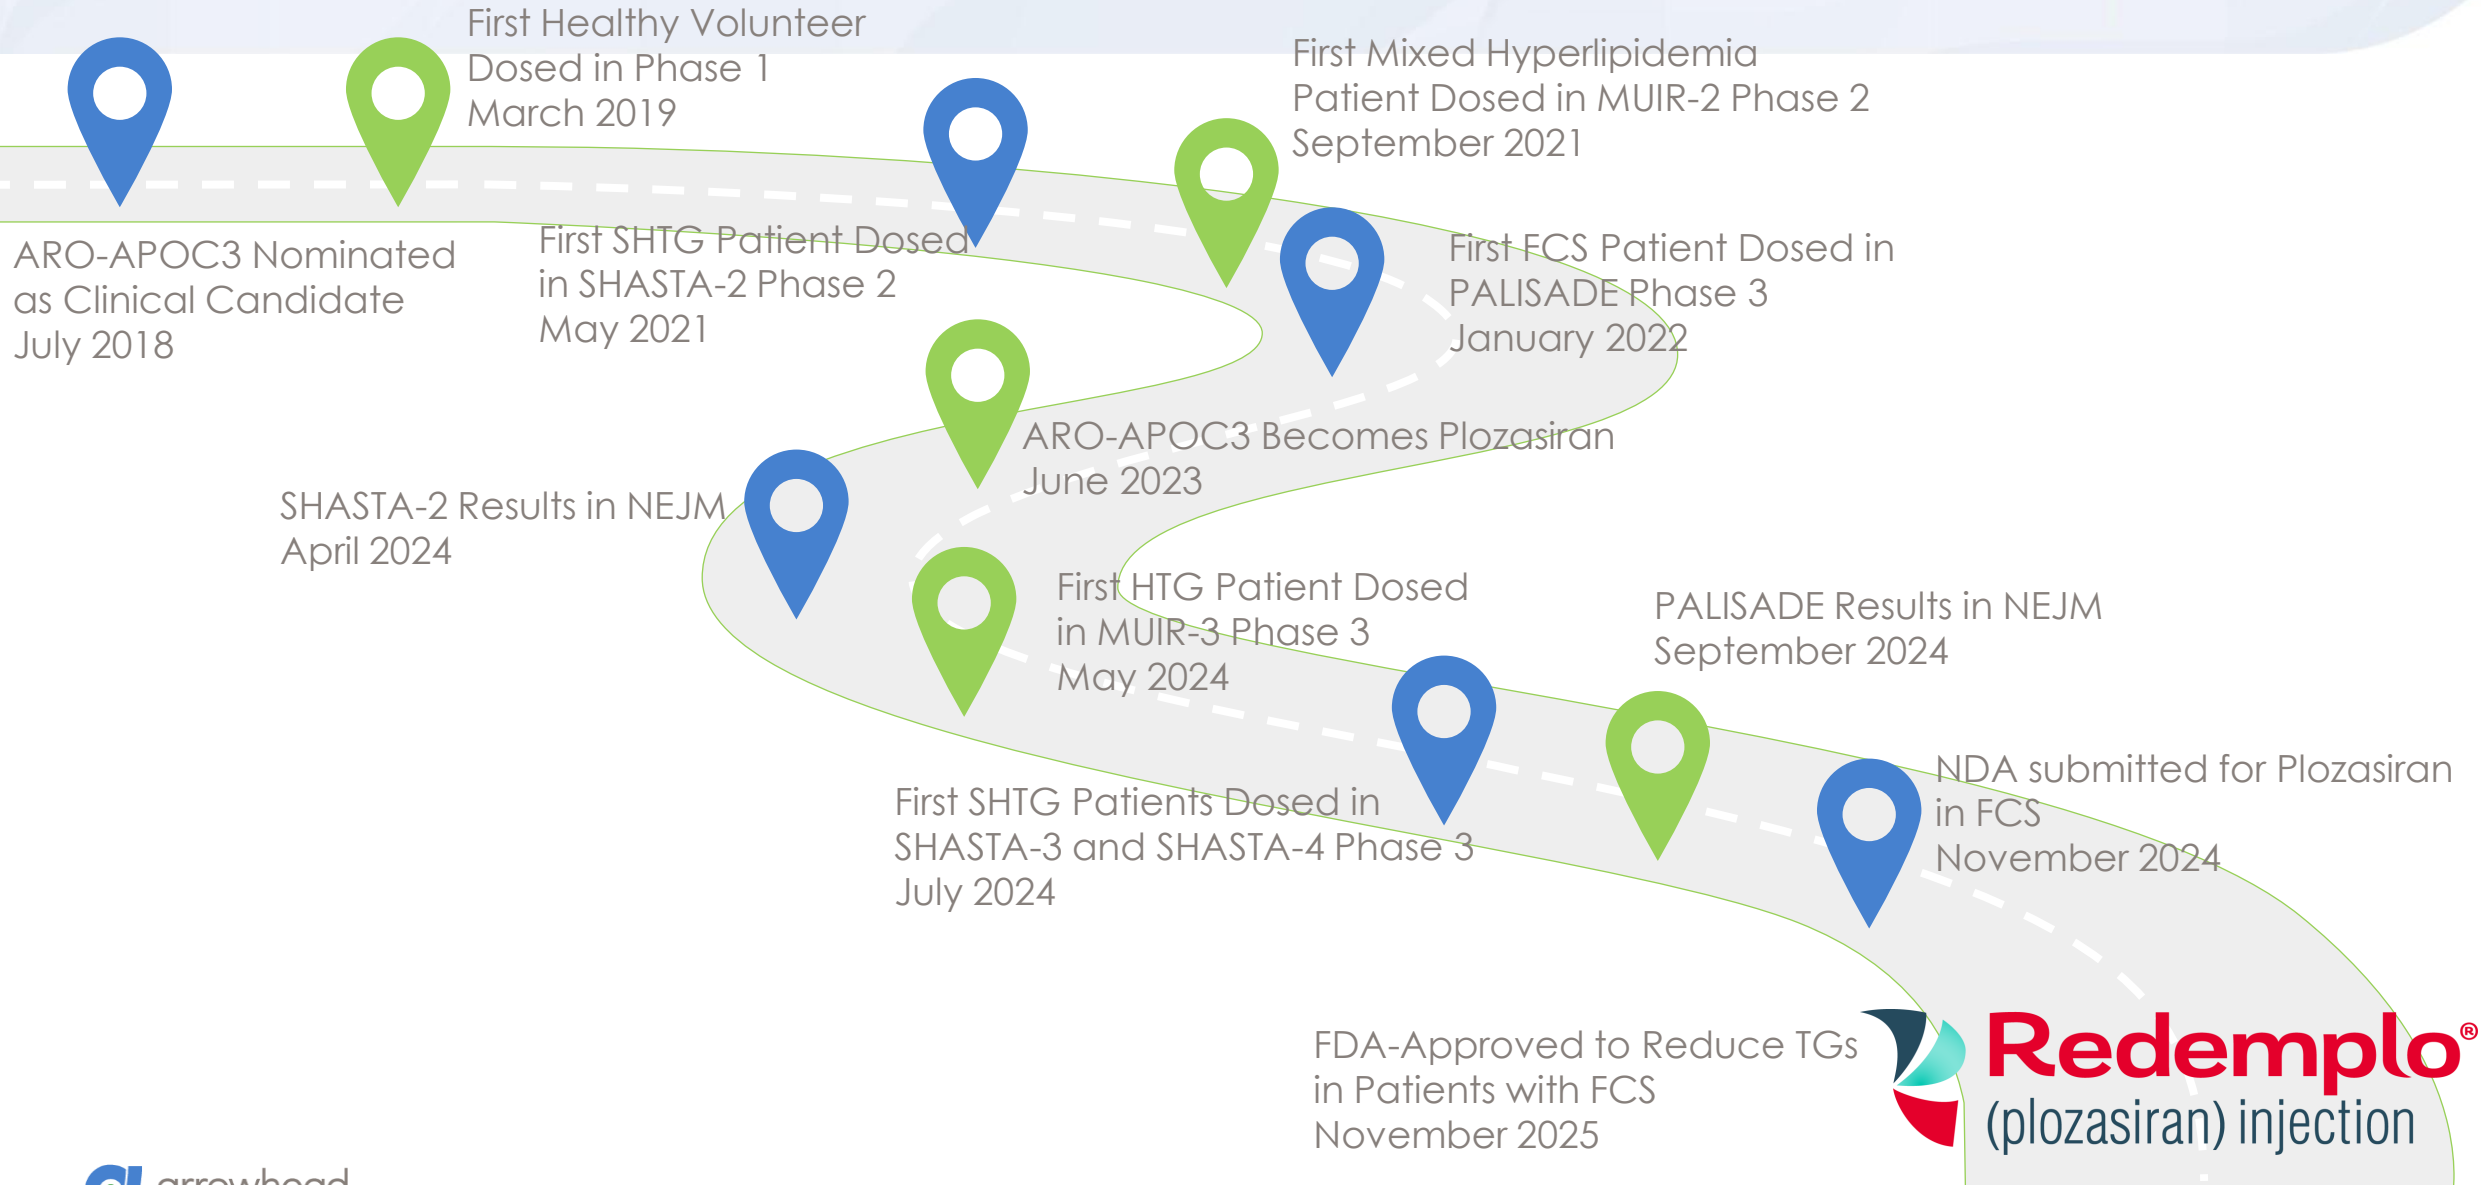 First Healthy Volunteer
Dosed in Phase 1
March 2019
First Mixed Hyperlipidemia
Patient Dosed in MUIR-2 Phase 2
September 2021
ARO-APOC3 Nominated
as Clinical Candidate
July 2018
First SHTG Patient Dosed
in SHASTA-2 Phase 2
May 2021
First FCS Patient Dosed in
PALISADE Phase 3
January 2022
ARO-APOC3 Becomes Plozasiran
June 2023
SHASTA-2 Results in NEJM
April 2024
First HTG Patient Dosed
in MUIR-3 Phase 3
May 2024
PALISADE Results in NEJM
September 2024
First SHTG Patients Dosed in
SHASTA-3 and SHASTA-4 Phase 3
July 2024
NDA submitted for Plozasiran
in FCS
November 2024
FDA-Approved to Reduce TGs
in Patients with FCS
November 2025
Redemplo®
(plozasiran) injection
arrowhead